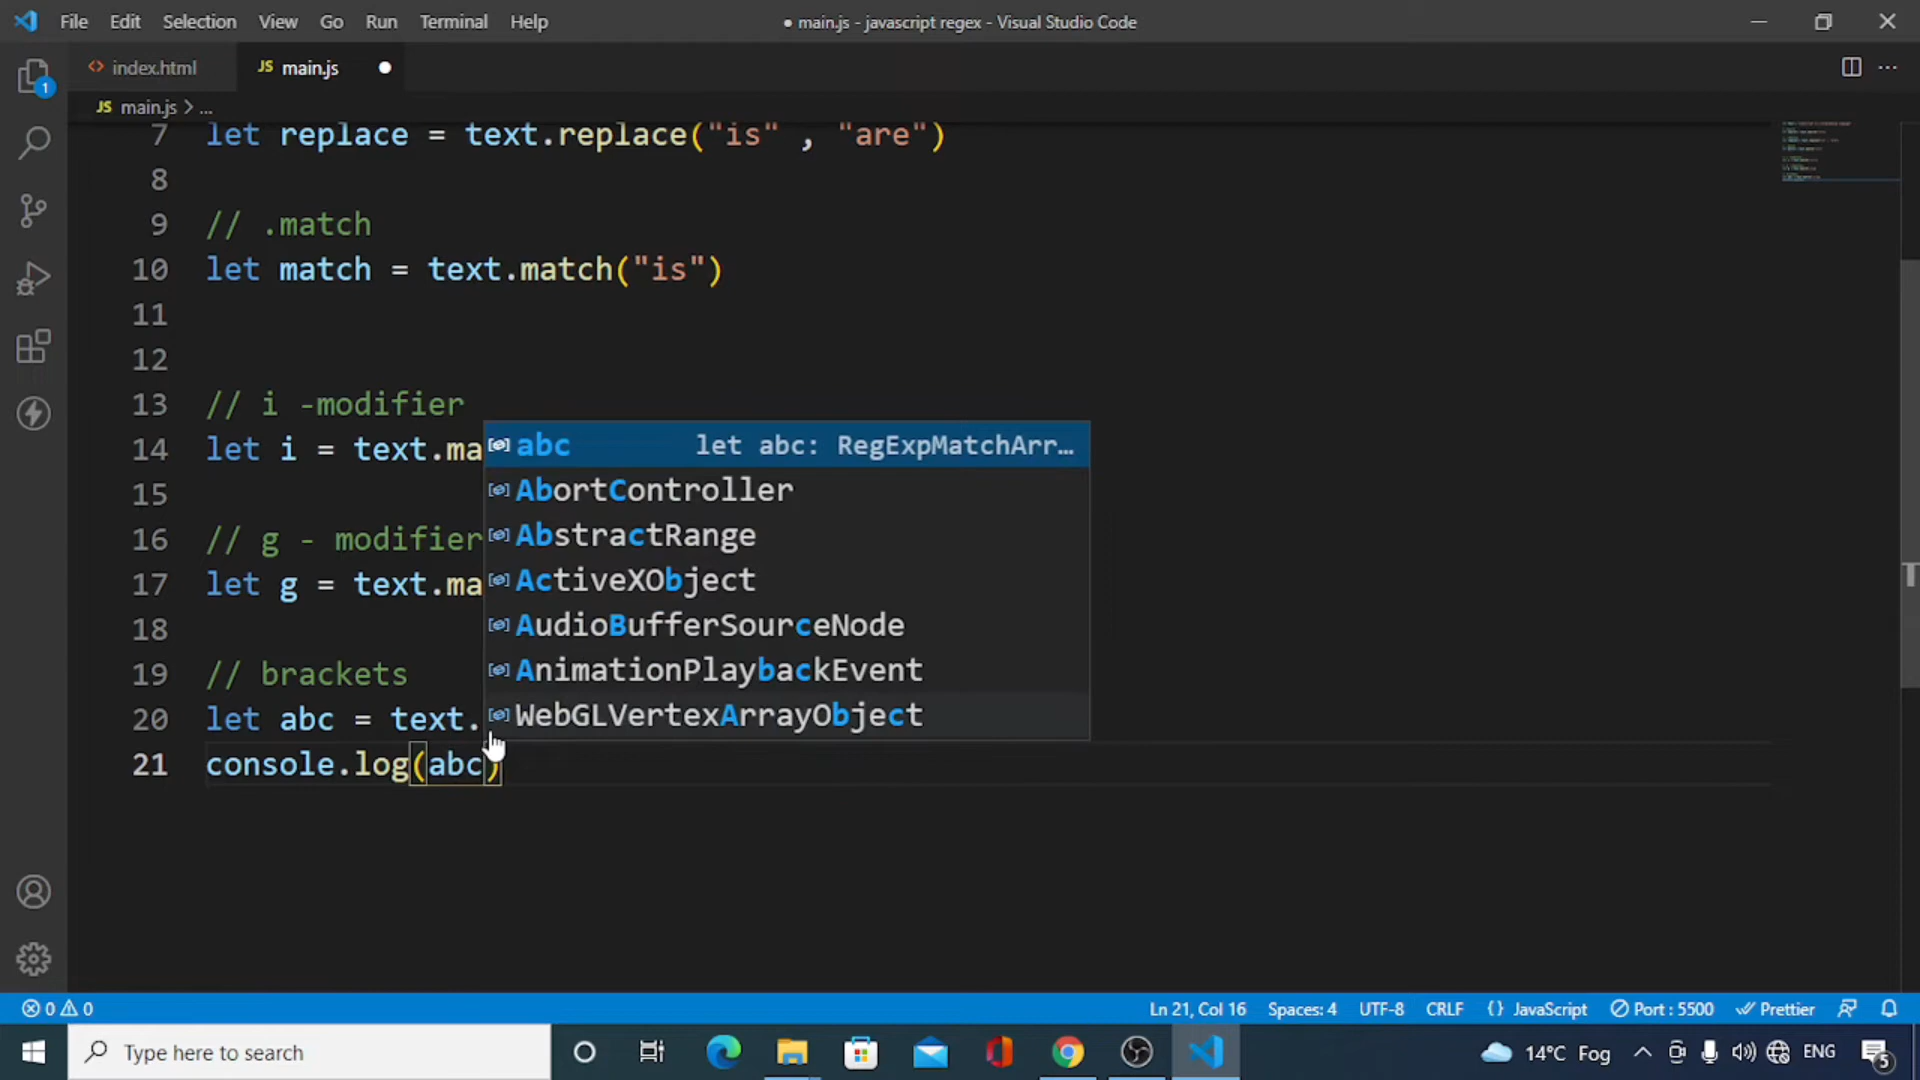 File Edit Selection View Go Run Terminal Help
● main.js - javascript regex - Visual Studio Code
1
<> index.html
JS main.js ●
JS main.js > ...
7 let replace = text.replace("is" , "are")
8
9 // .match
10 let match = text.match("is")
11
12
13 // i -modifier
14 let i = text.ma
15
16 // g - modifier
17 let g = text.ma
18
19 // brackets
20 let abc = text.
21 console.log(abc)
abc let abc: RegExpMatchArr...
AbortController
AbstractRange
ActiveXObject
AudioBufferSourceNode
AnimationPlaybackEvent
WebGLVertexArrayObject
0 0
Ln 21, Col 16 Spaces: 4 UTF-8 CRLF {} JavaScript Port : 5500 Prettier
Type here to search
14°C Fog ENG 5